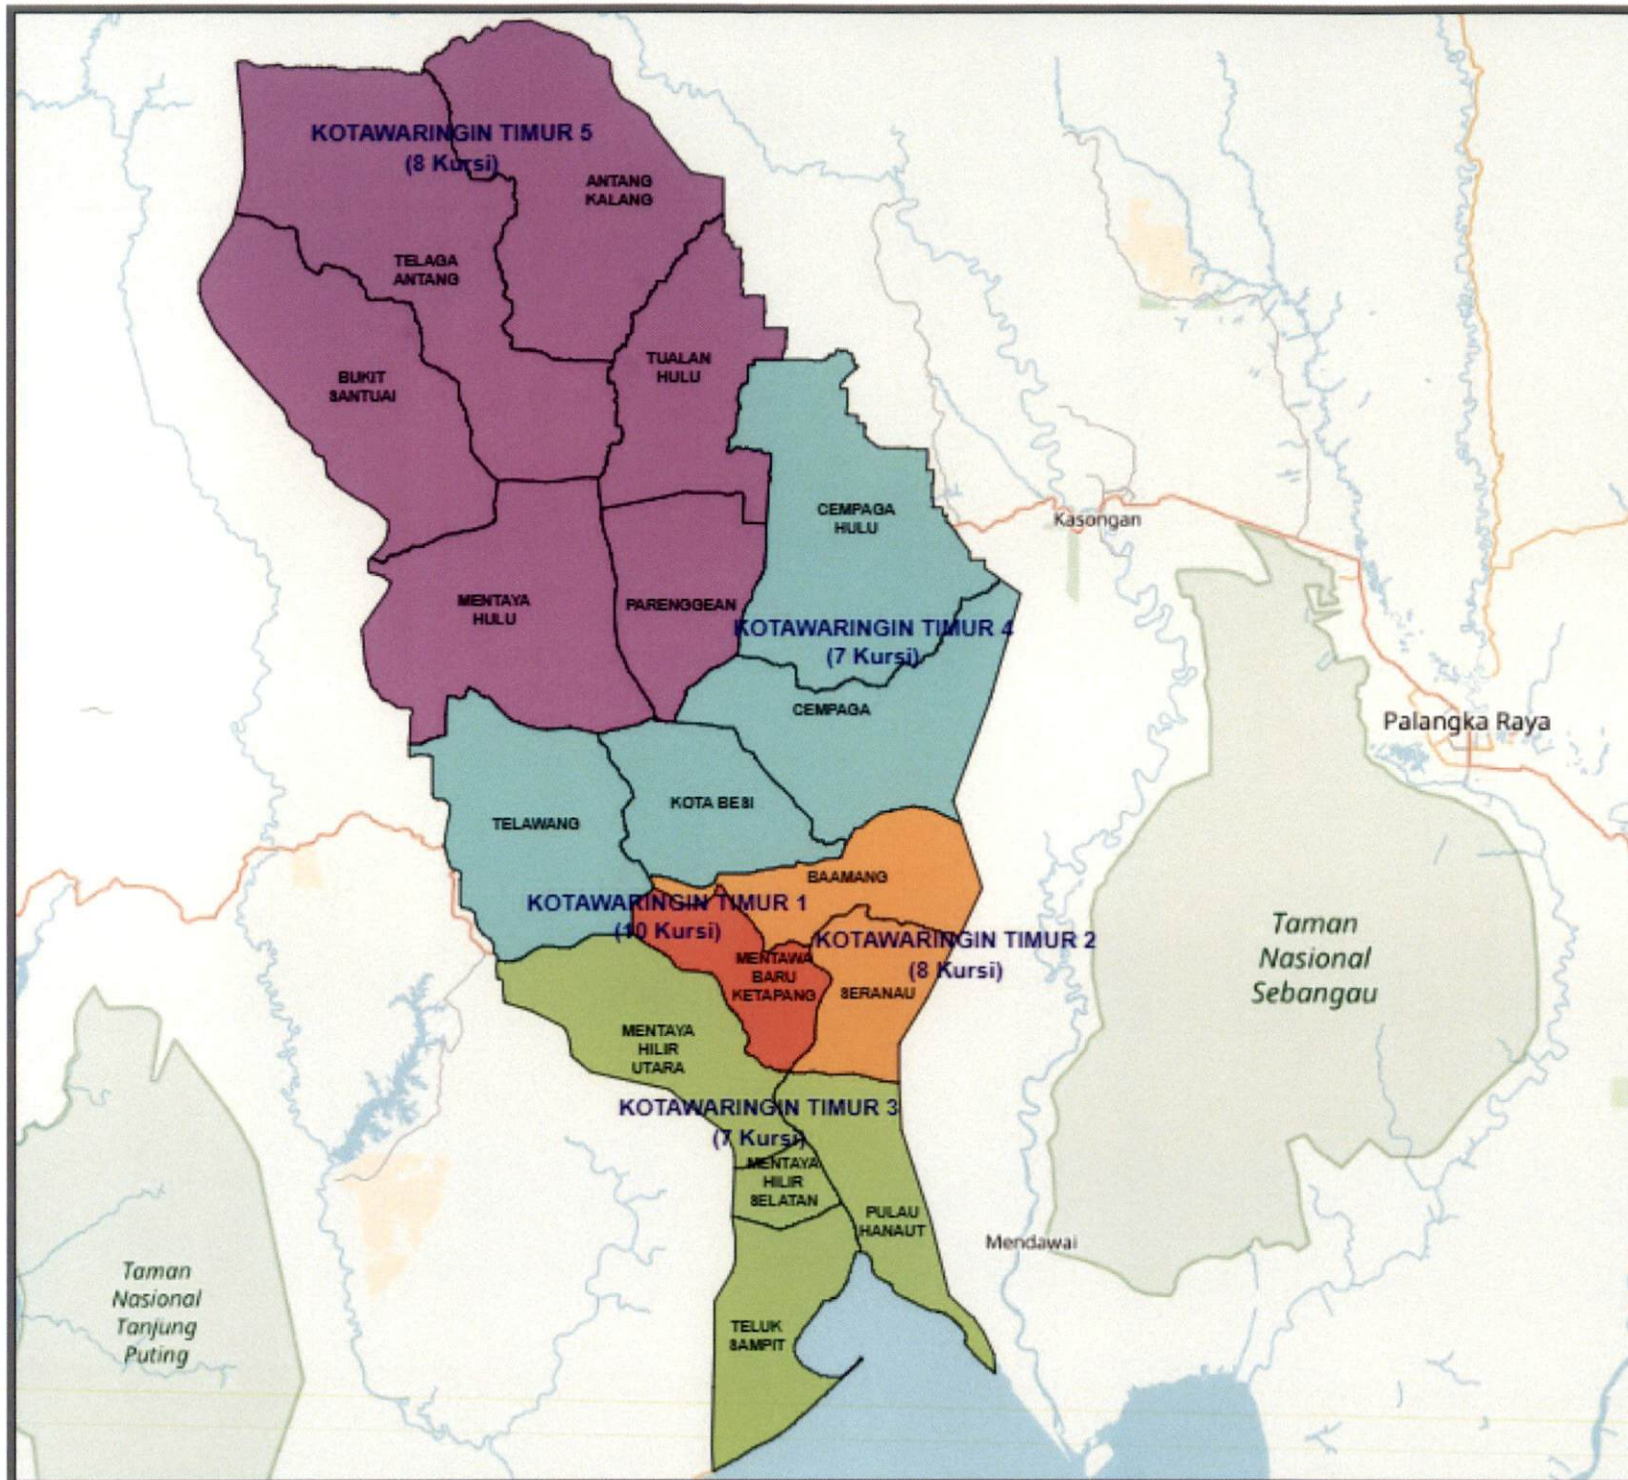 KOTAWARINGIN TIMUR 5
(8 Kursi)
ANTANG
KALANG
TELAGA
ANTANG
TUALAN
HULU
BUKIT
SANTUAI
CEMPAGA
HULU
Kasongan
MENTAYA
HULU
PARENGGEAN
KOTAWARINGIN TIMUR 4
(7 Kursi)
CEMPAGA
Palangka Raya
KOTA BESI
TELAWANG
BAAMANG
KOTAWARINGIN TIMUR 1
(10 Kursi)
KOTAWARINGIN TIMUR 2
(8 Kursi)
MENTAWA
BARU
KETAPANG
SERANAU
Taman
Nasional
Sebangau
MENTAYA
HILIR
UTARA
KOTAWARINGIN TIMUR 3
(7 Kursi)
MENTAYA
HILIR
SELATAN
PULAU
HANAUT
Mendawai
Taman
Nasional
Tanjung
Puting
TELUK
SAMPIT